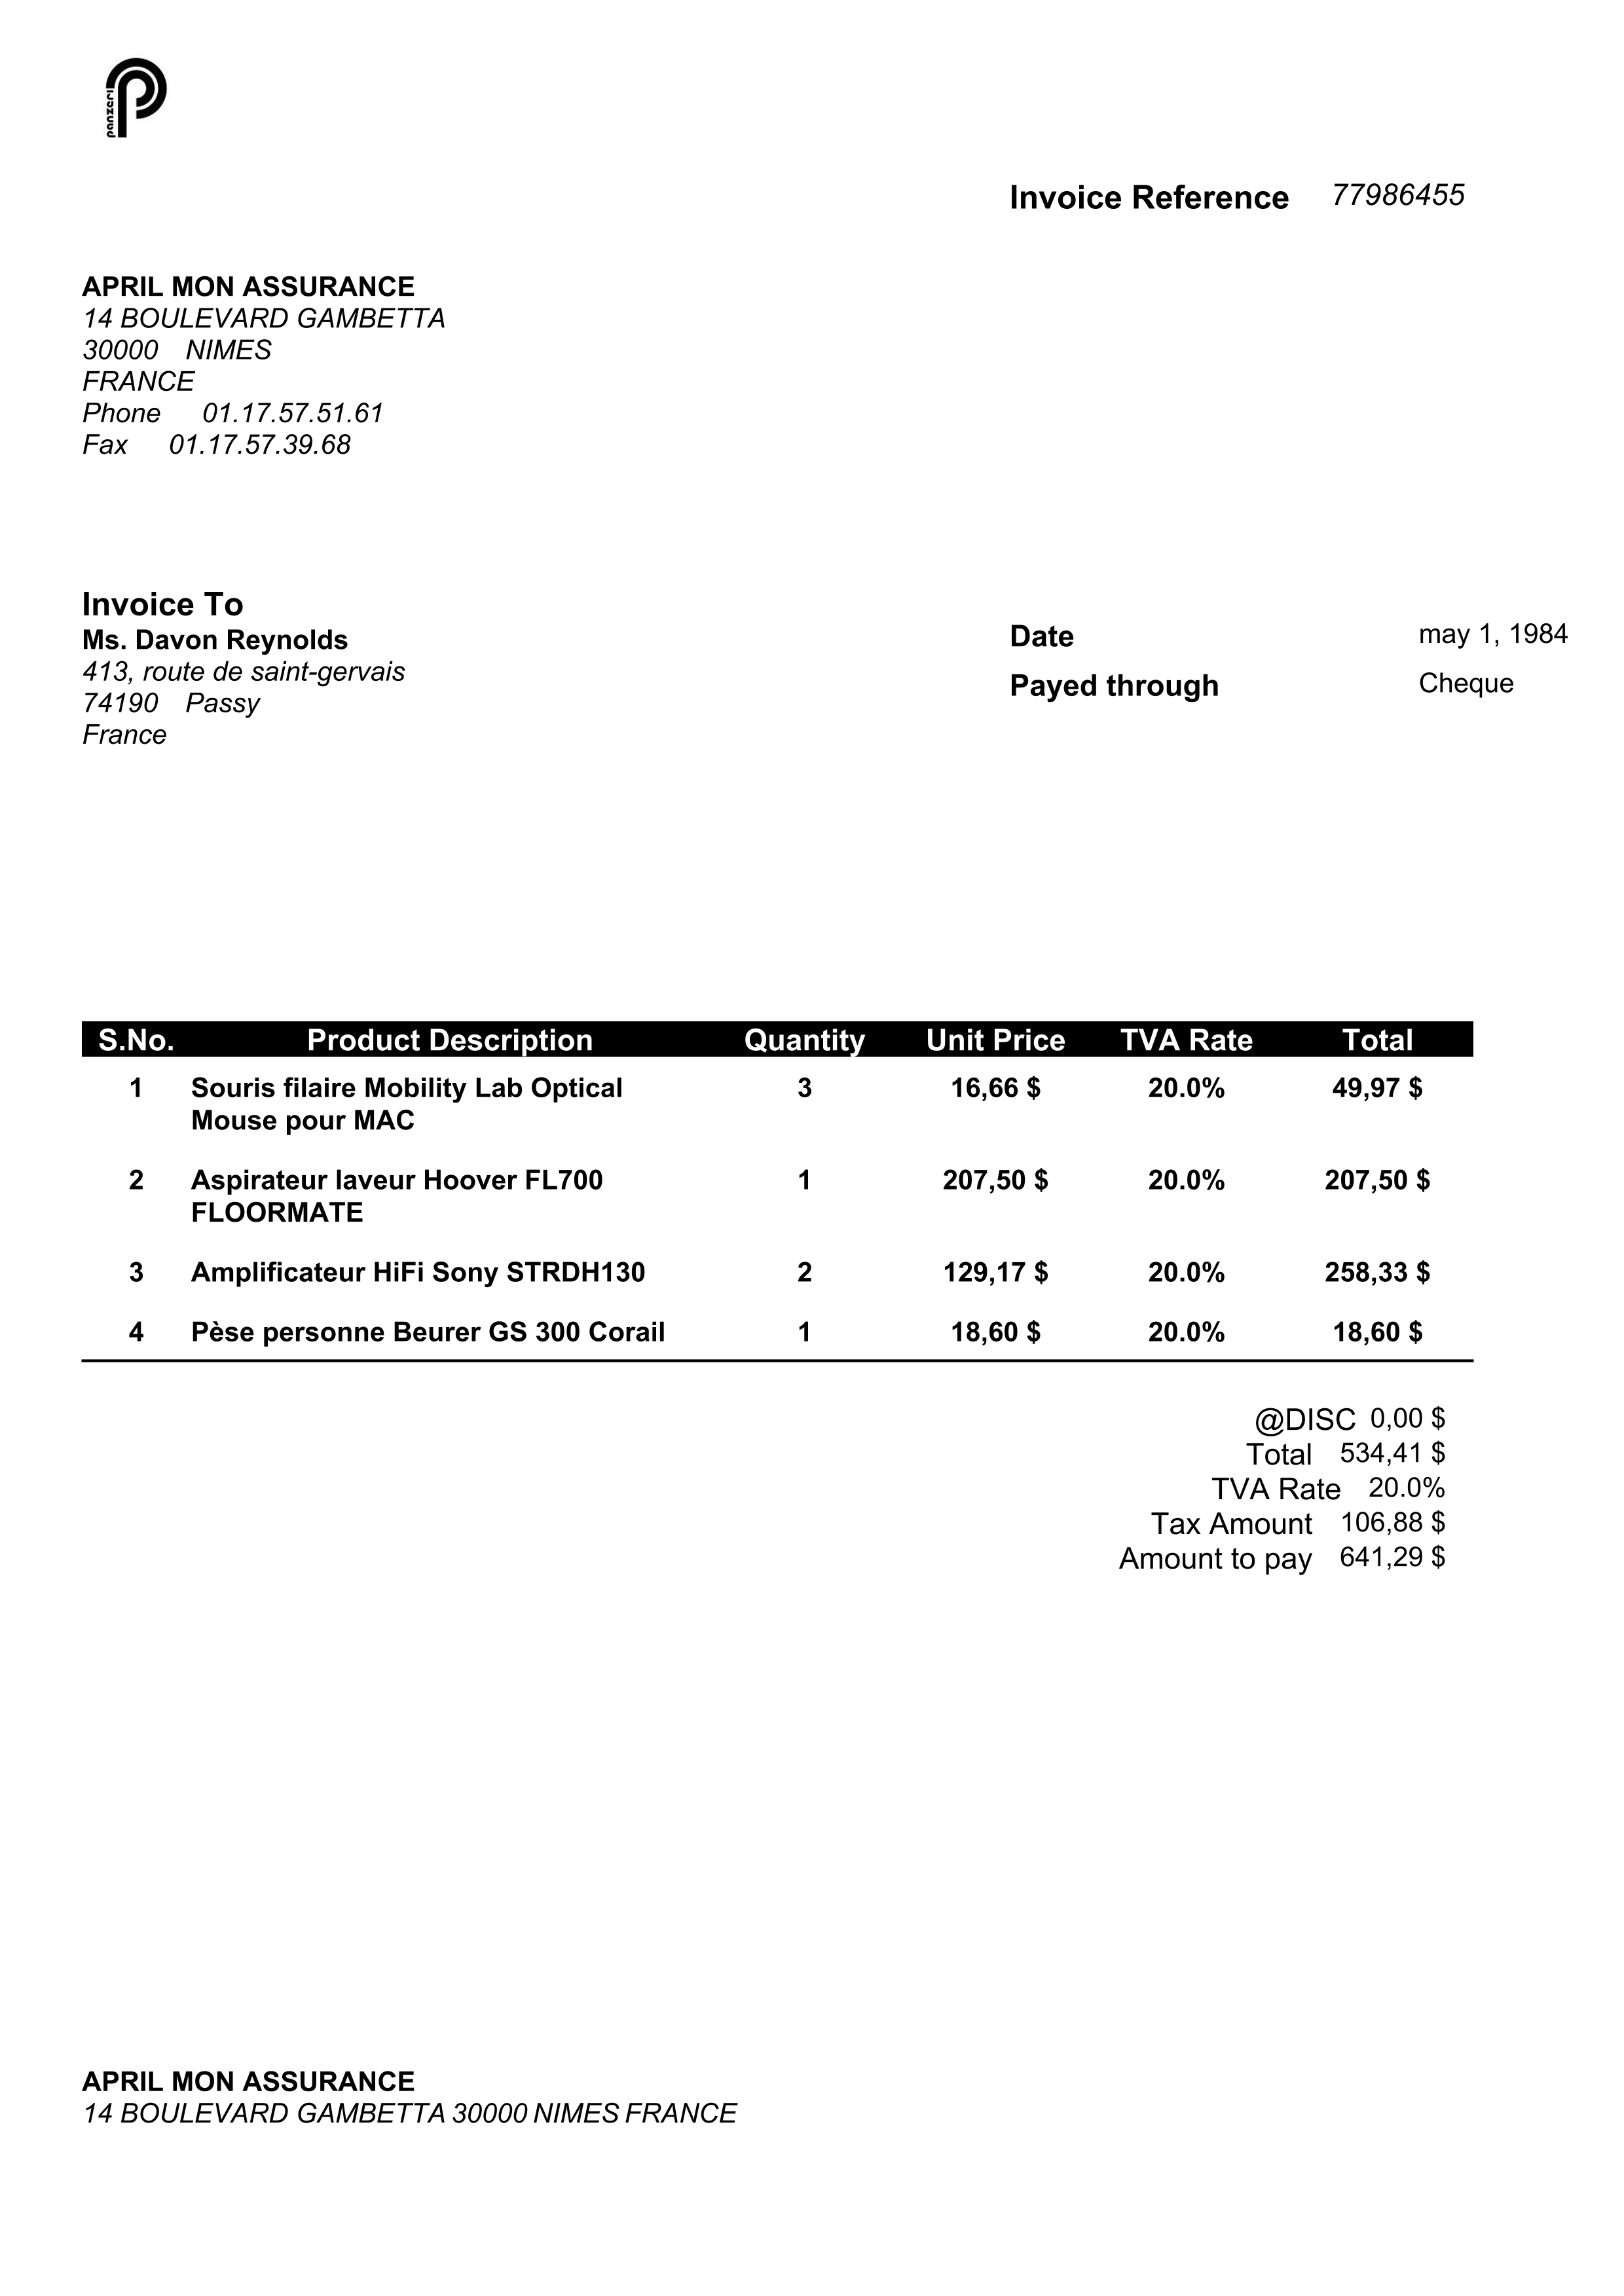 panzeri
Invoice Reference 77986455
APRIL MON ASSURANCE
14 BOULEVARD GAMBETTA
30000 NIMES
FRANCE
Phone 01.17.57.51.61
Fax 01.17.57.39.68
Invoice To
Ms. Davon Reynolds
413, route de saint-gervais
74190 Passy
France
Date may 1, 1984
Payed through Cheque
S.No. Product Description Quantity Unit Price TVA Rate Total
1 Souris filaire Mobility Lab Optical 3 16,66 $ 20.0% 49,97 $
Mouse pour MAC
2 Aspirateur laveur Hoover FL700 1 207,50 $ 20.0% 207,50 $
FLOORMATE
3 Amplificateur HiFi Sony STRDH130 2 129,17 $ 20.0% 258,33 $
4 Pèse personne Beurer GS 300 Corail 1 18,60 $ 20.0% 18,60 $
@DISC 0,00 $
Total 534,41 $
TVA Rate 20.0%
Tax Amount 106,88 $
Amount to pay 641,29 $
APRIL MON ASSURANCE
14 BOULEVARD GAMBETTA 30000 NIMES FRANCE